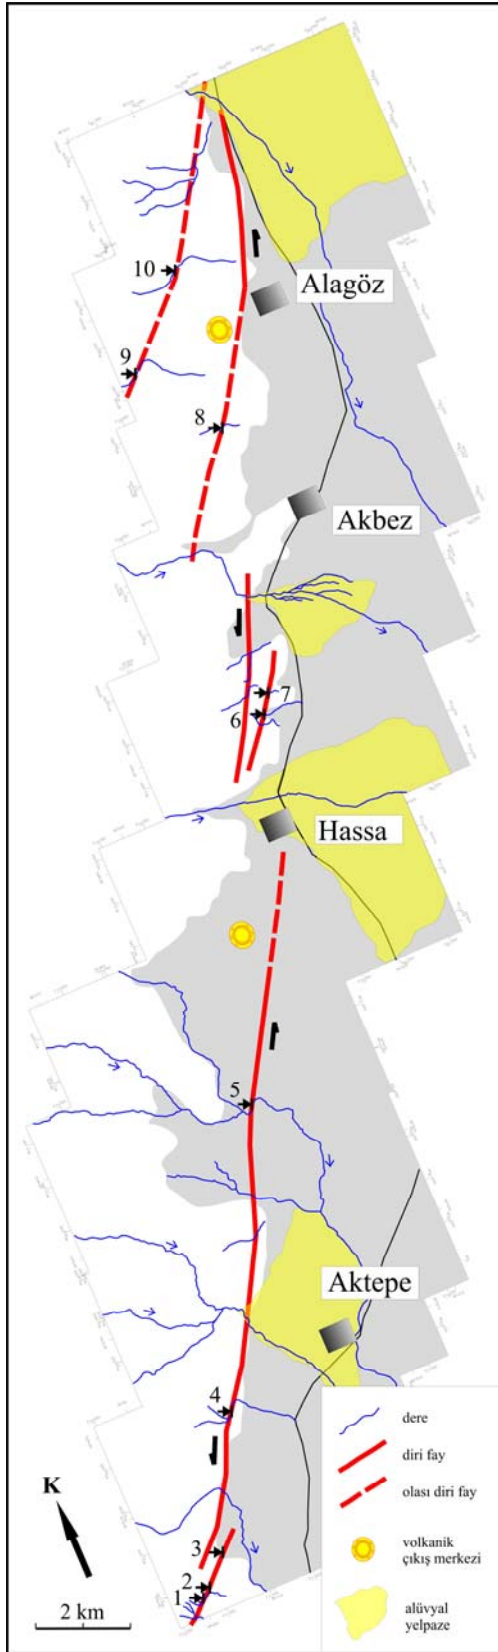 10
Alagöz
9
8
Akbez
7
6
Hassa
5
Aktepe
4
dere
diri fay
K
olası diri fay
3
volkanik
çıkış merkezi
2
1
alüvyal
yelpaze
2 km